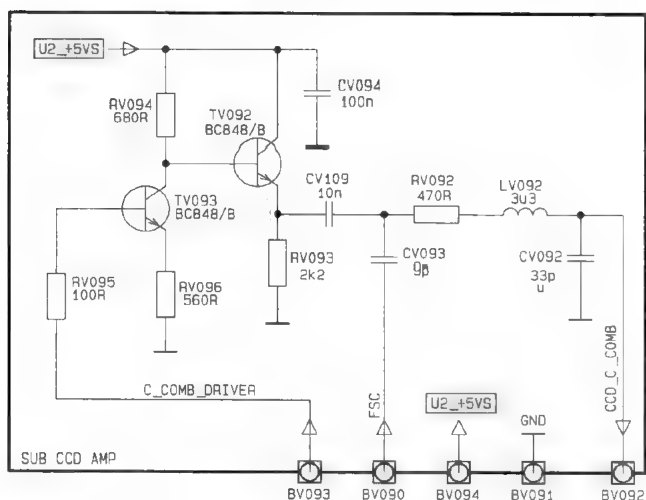 U2_+5VS
RV094
680R
TV092
BC848/B
CV094
100n
TV093
BC848/B
CV109
10n
RV092
470R
LV092
3u3
RV095
100R
RV096
560R
RV093
2k2
CV093
9p
CV092
33p
u
C_COMB_DRIVER
FSC
U2_+5VS
GND
CCD_C_COMB
SUB CCD AMP
BV093
BV090
BV094
BV091
BV092